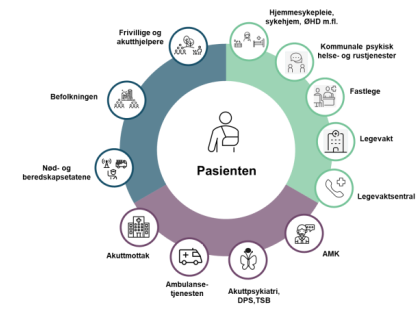 Hjemmesykepleie,
sykehjem, ØHD m.fl.
Kommunale psykisk
helse- og rustjenester
Fastlege
Legevakt
Legevaktsentral
AMK
Akuttpsykiatri,
DPS,TSB
Ambulanse-
tjenesten
Akuttmottak
Nød- og
beredskapsetatene
Befolkningen
Frivillige og
akutthjelpere
Pasienten